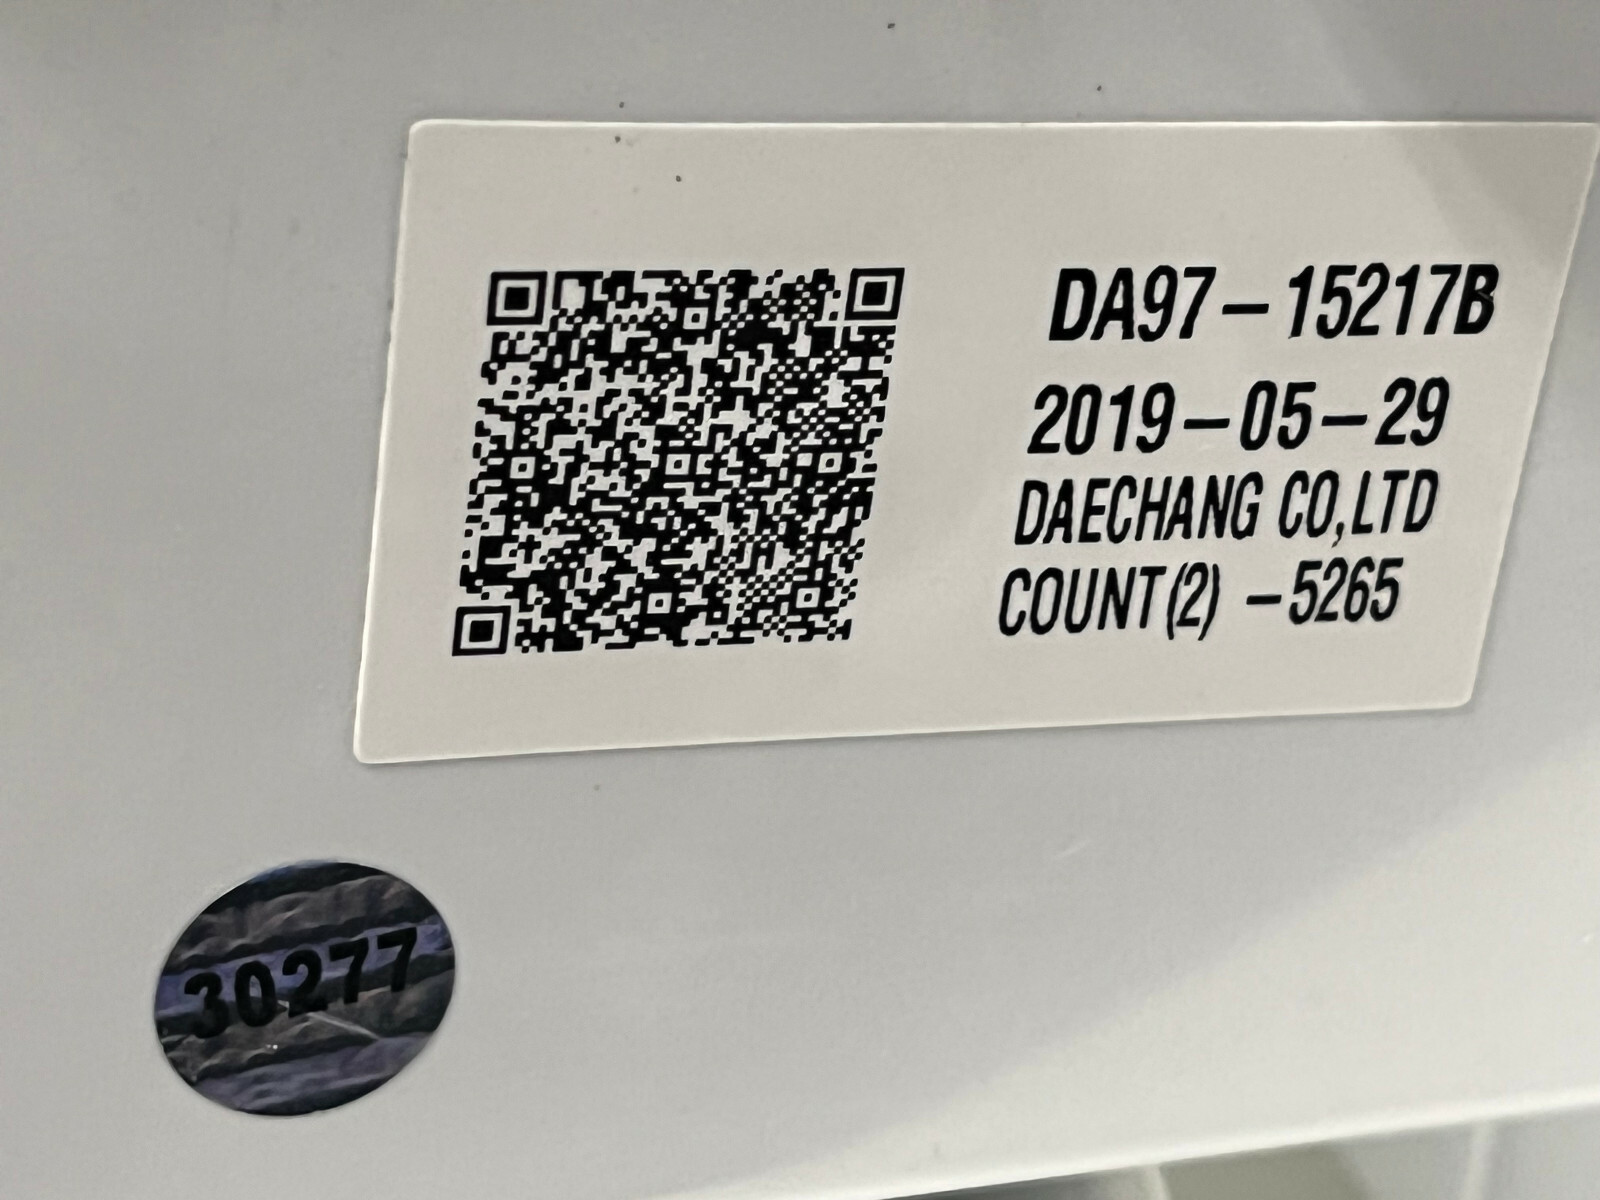 DA97-15217B
2019-05-29
DAECHANG CO,LTD
COUNT(2) -5265
30277